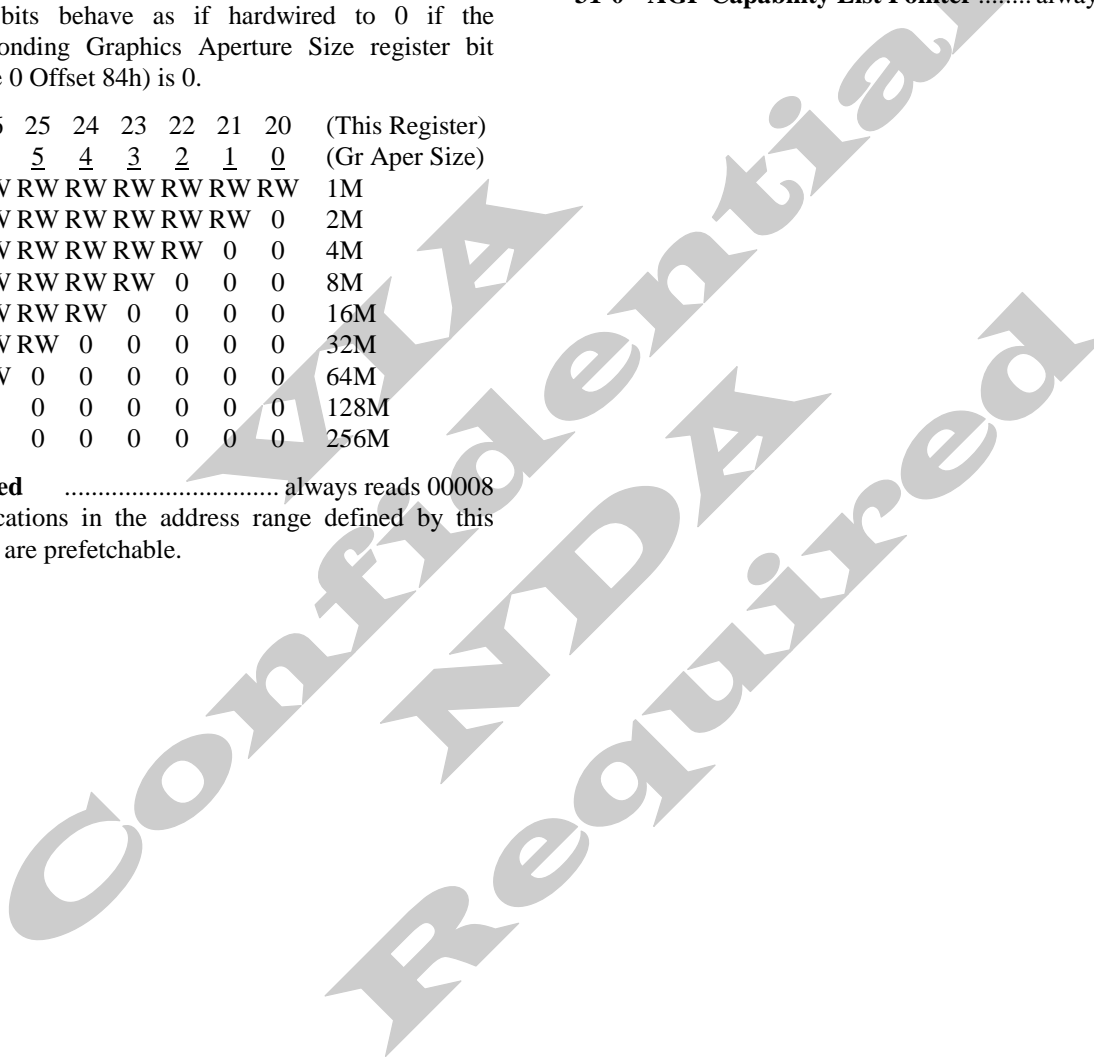 bits behave as if hardwired to 0 if the
Graphics Aperture Size register bit
0 Offset 84h) is 0.
25 24 23 22 21 20 (This Register)
5 4 3 2 1 0 (Gr Aper Size)
RW RW RW RW RW RW 1M
RW RW RW RW RW 0 2M
RW RW RW RW 0 0 4M
RW RW RW 0 0 0 8M
RW RW 0 0 0 0 16M
RW 0 0 0 0 0 32M
0 0 0 0 0 0 64M
0 0 0 0 0 0 128M
0 0 0 0 0 0 256M
................................ always reads 00008
in the address range defined by this
are prefetchable.
Capability List Pointer ........
VIA
Confidential
NDA
Required